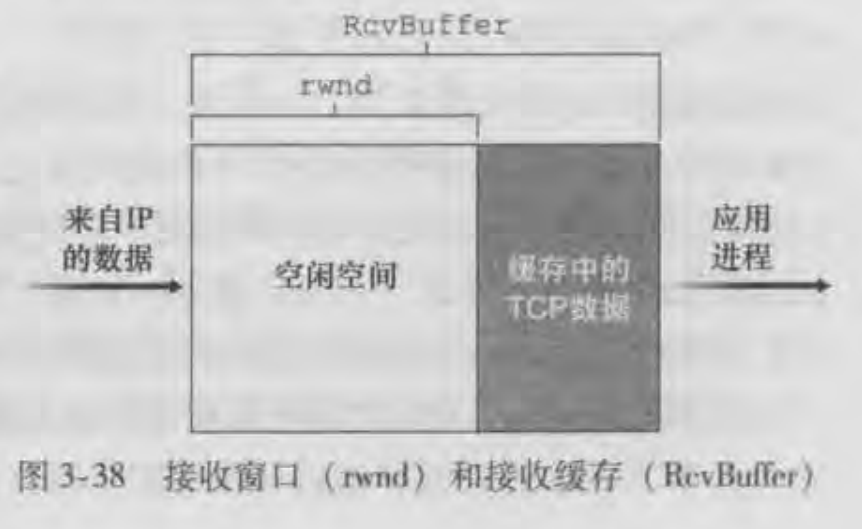 RcvBuffer
rwnd
来自IP
的数据
空闲空间
缓存中的
TCP数据
应用
进程
图 3-38 接收窗口（rwnd）和接收缓存（RcvBuffer）